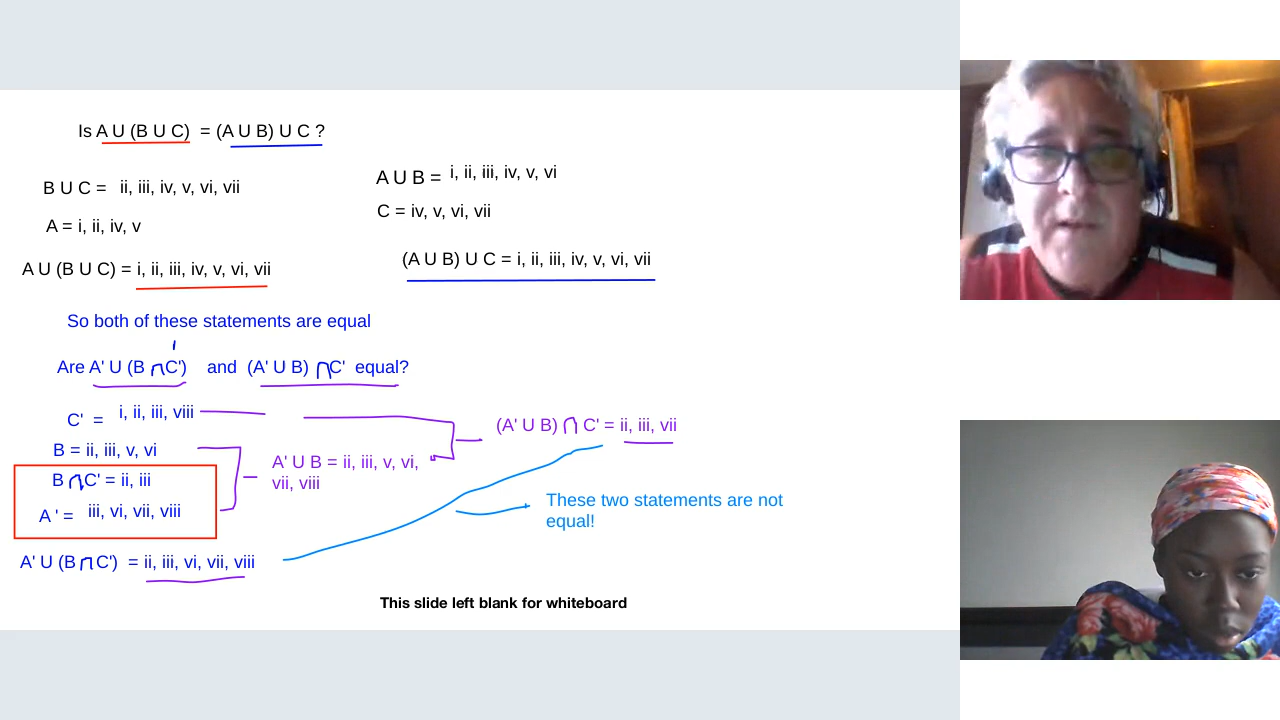 Is A U (B U C) = (A U B) U C ?
B U C = ii, iii, iv, v, vi, vii
A = i, ii, iv, v
A U (B U C) = i, ii, iii, iv, v, vi, vii
A U B = i, ii, iii, iv, v, vi
C = iv, v, vi, vii
(A U B) U C = i, ii, iii, iv, v, vi, vii
So both of these statements are equal
Are A' U (B ∩ C') and (A' U B) ∩ C' equal?
C' = i, ii, iii, viii
B = ii, iii, v, vi
B ∩ C' = ii, iii
A ' = iii, vi, vii, viii
A' U (B ∩ C') = ii, iii, vi, vii, viii
A' U B = ii, iii, v, vi,
vii, viii
(A' U B) ∩ C' = ii, iii, vii
These two statements are not
equal!
This slide left blank for whiteboard